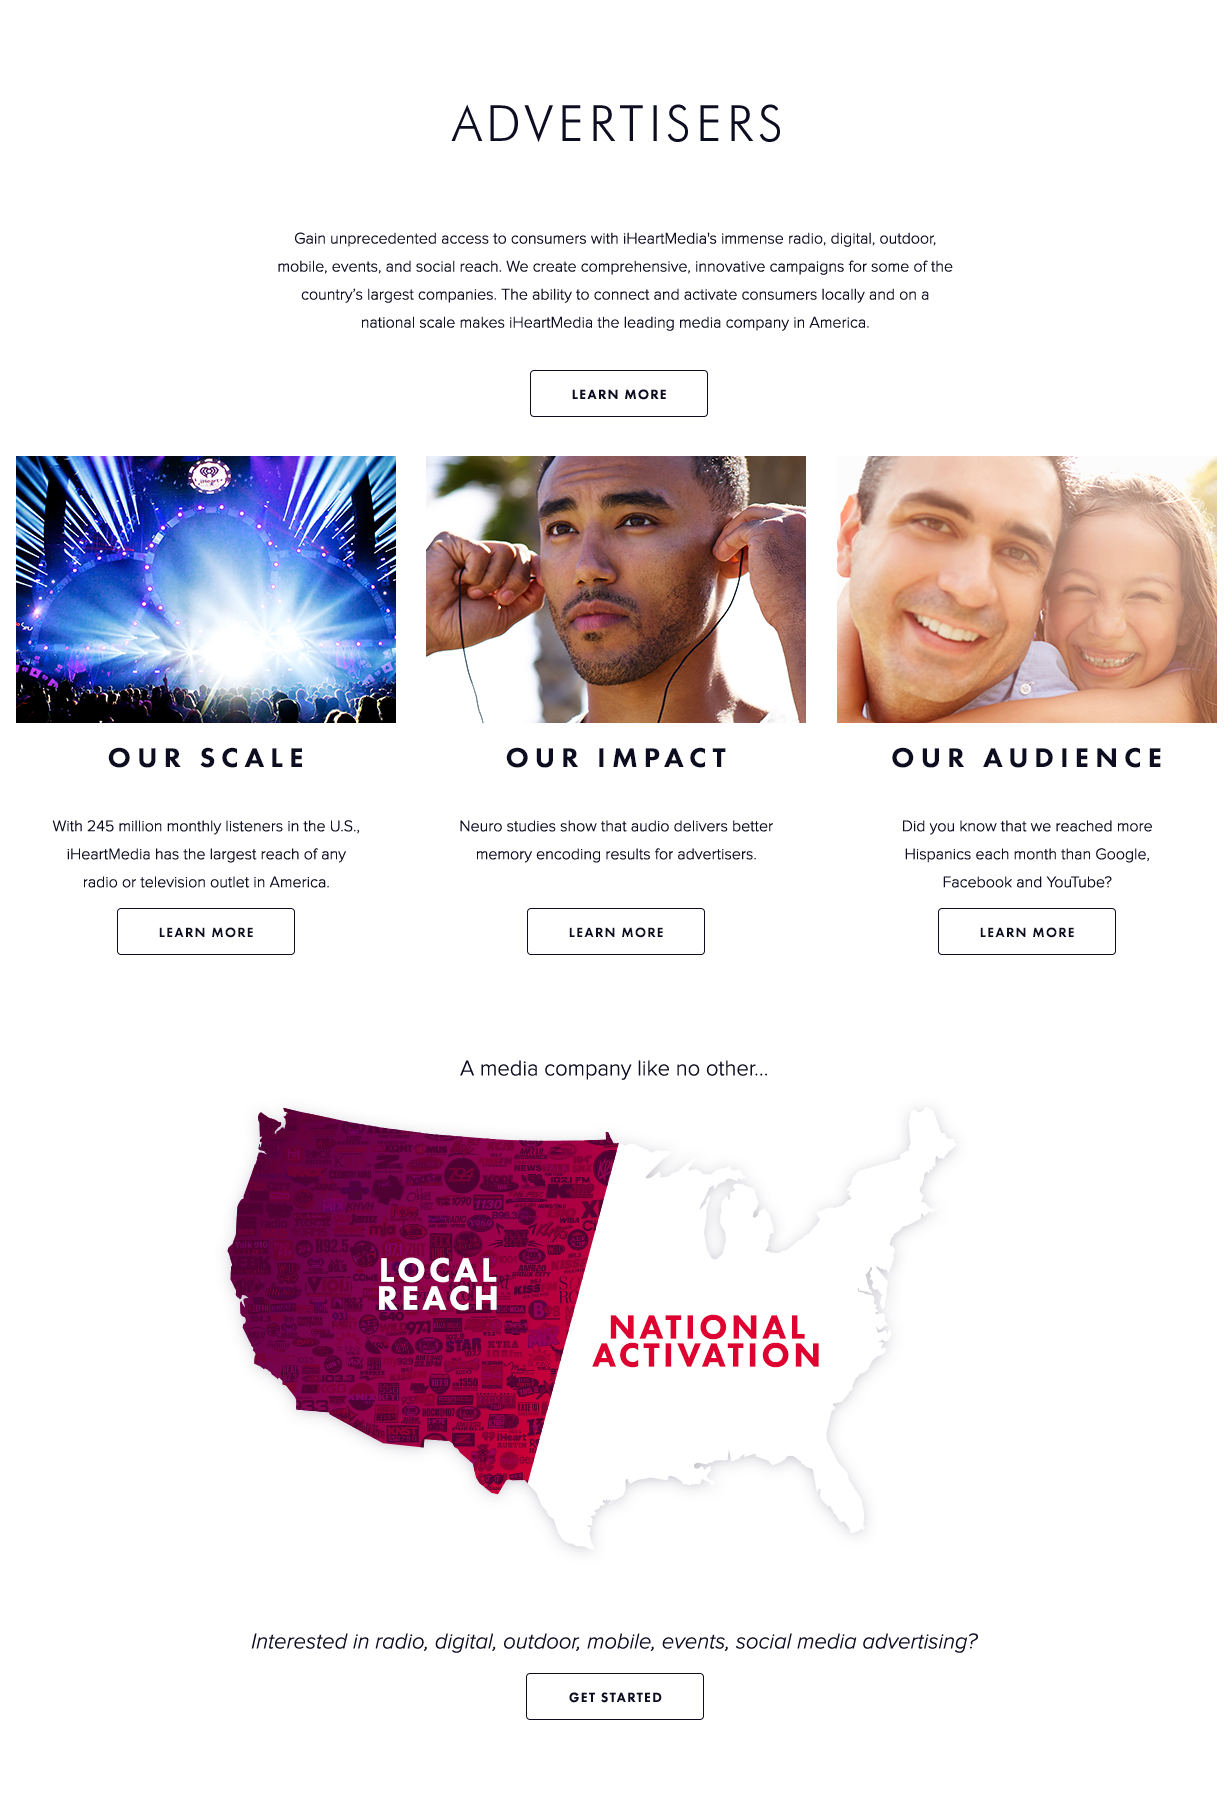 ADVERTISERS
Gain unprecedented access to consumers with iHeartMedia's immense radio, digital, outdoor,
mobile, events, and social reach. We create comprehensive, innovative campaigns for some of the
country’s largest companies. The ability to connect and activate consumers locally and on a
national scale makes iHeartMedia the leading media company in America.
LEARN MORE
iHeart
OUR SCALE
With 245 million monthly listeners in the U.S.,
iHeartMedia has the largest reach of any
radio or television outlet in America.
LEARN MORE
OUR IMPACT
Neuro studies show that audio delivers better
memory encoding results for advertisers.
LEARN MORE
OUR AUDIENCE
Did you know that we reached more
Hispanics each month than Google,
Facebook and YouTube?
LEARN MORE
A media company like no other...
LOCAL
REACH
NATIONAL
ACTIVATION
Interested in radio, digital, outdoor, mobile, events, social media advertising?
GET STARTED